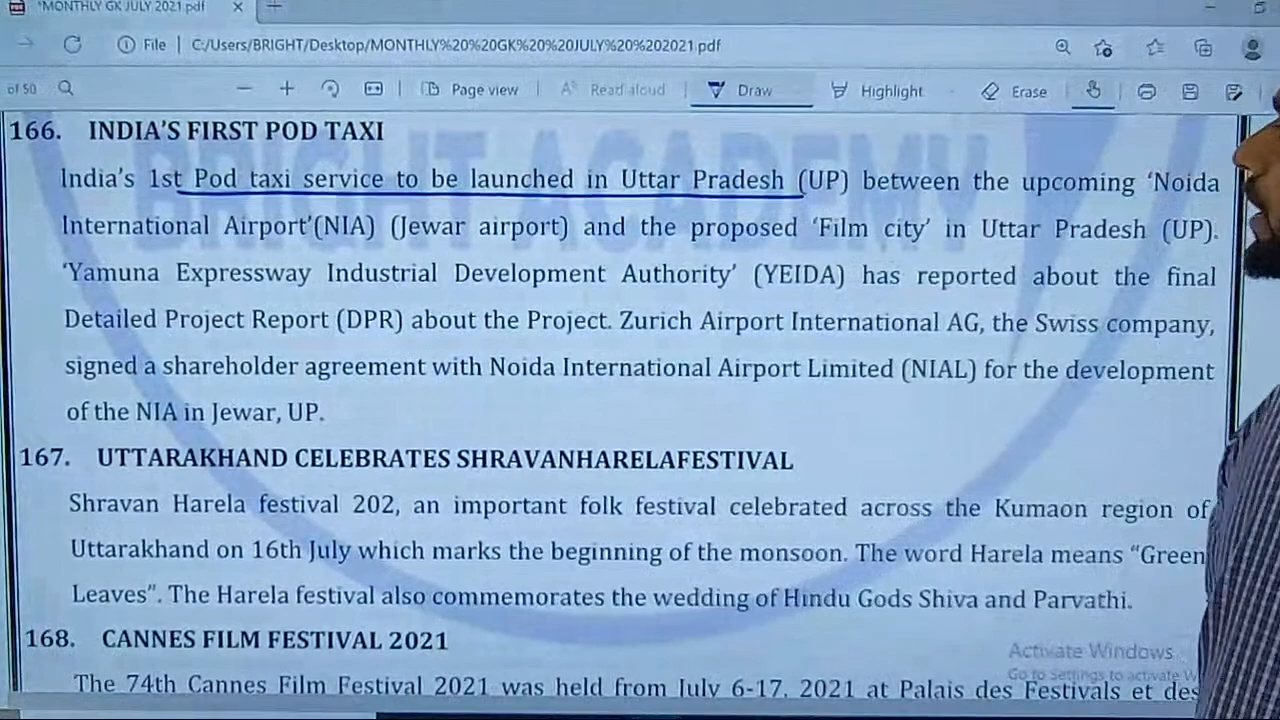 MONTHLY GK JULY 2021.pdf
File | C:/Users/BRIGHT/Desktop/MONTHLY%20%20GK%20%20JULY%20%202021.pdf
of 50 Page view Read aloud Draw Highlight Erase
BRIGHT ACADEMY
166. INDIA'S FIRST POD TAXI
India's 1st Pod taxi service to be launched in Uttar Pradesh (UP) between the upcoming 'Noida
International Airport'(NIA) (Jewar airport) and the proposed 'Film city' in Uttar Pradesh (UP).
'Yamuna Expressway Industrial Development Authority' (YEIDA) has reported about the final
Detailed Project Report (DPR) about the Project. Zurich Airport International AG, the Swiss company,
signed a shareholder agreement with Noida International Airport Limited (NIAL) for the development
of the NIA in Jewar, UP.
167. UTTARAKHAND CELEBRATES SHRAVANHARELAFESTIVAL
Shravan Harela festival 202, an important folk festival celebrated across the Kumaon region of
Uttarakhand on 16th July which marks the beginning of the monsoon. The word Harela means "Green
Leaves". The Harela festival also commemorates the wedding of Hindu Gods Shiva and Parvathi.
168. CANNES FILM FESTIVAL 2021
Activate Windows
Go to Settings to activate W
The 74th Cannes Film Festival 2021 was held from July 6-17, 2021 at Palais des Festivals et des